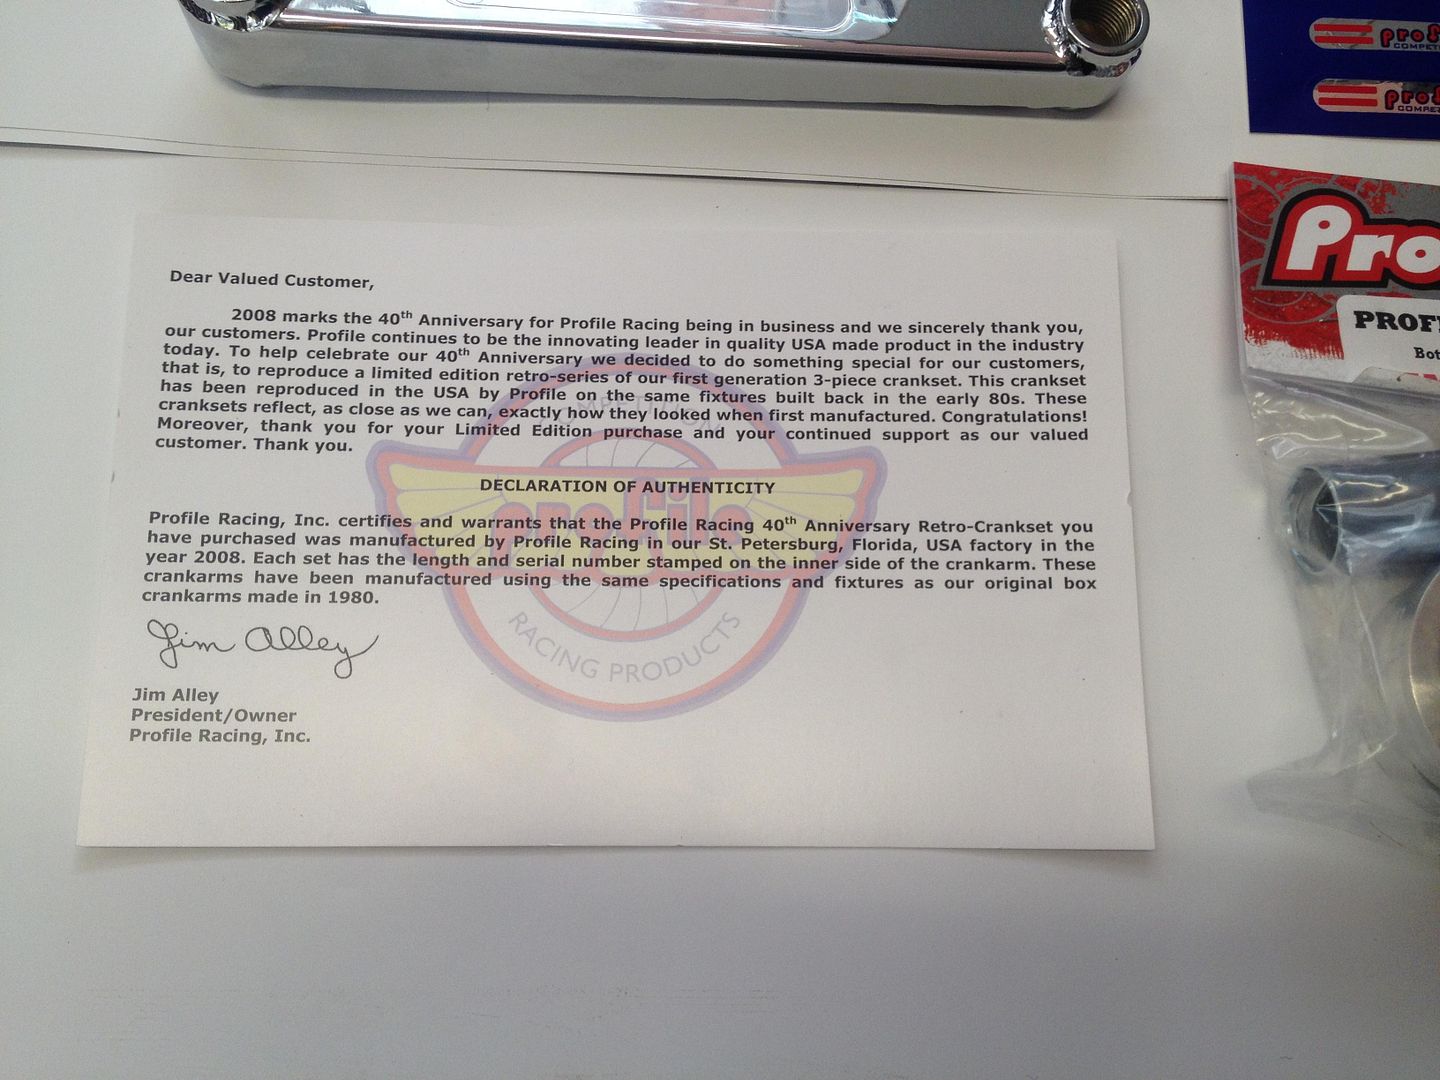 profi
COMPETI
profi
COMPETI
Pro
PROFI
Bot
Dear Valued Customer,
2008 marks the 40th Anniversary for Profile Racing being in business and we sincerely thank you,
our customers. Profile continues to be the innovating leader in quality USA made product in the industry
today. To help celebrate our 40th Anniversary we decided to do something special for our customers,
that is, to reproduce a limited edition retro-series of our first generation 3-piece crankset. This crankset
has been reproduced in the USA by Profile on the same fixtures built back in the early 80s. These
cranksets reflect, as close as we can, exactly how they looked when first manufactured. Congratulations!
Moreover, thank you for your Limited Edition purchase and your continued support as our valued
customer. Thank you.
DECLARATION OF AUTHENTICITY
Profile Racing, Inc. certifies and warrants that the Profile Racing 40th Anniversary Retro-Crankset you
have purchased was manufactured by Profile Racing in our St. Petersburg, Florida, USA factory in the
year 2008. Each set has the length and serial number stamped on the inner side of the crankarm. These
crankarms have been manufactured using the same specifications and fixtures as our original box
crankarms made in 1980.
COMPETITION
profile
RACING PRODUCTS
Jim Alley
Jim Alley
President/Owner
Profile Racing, Inc.